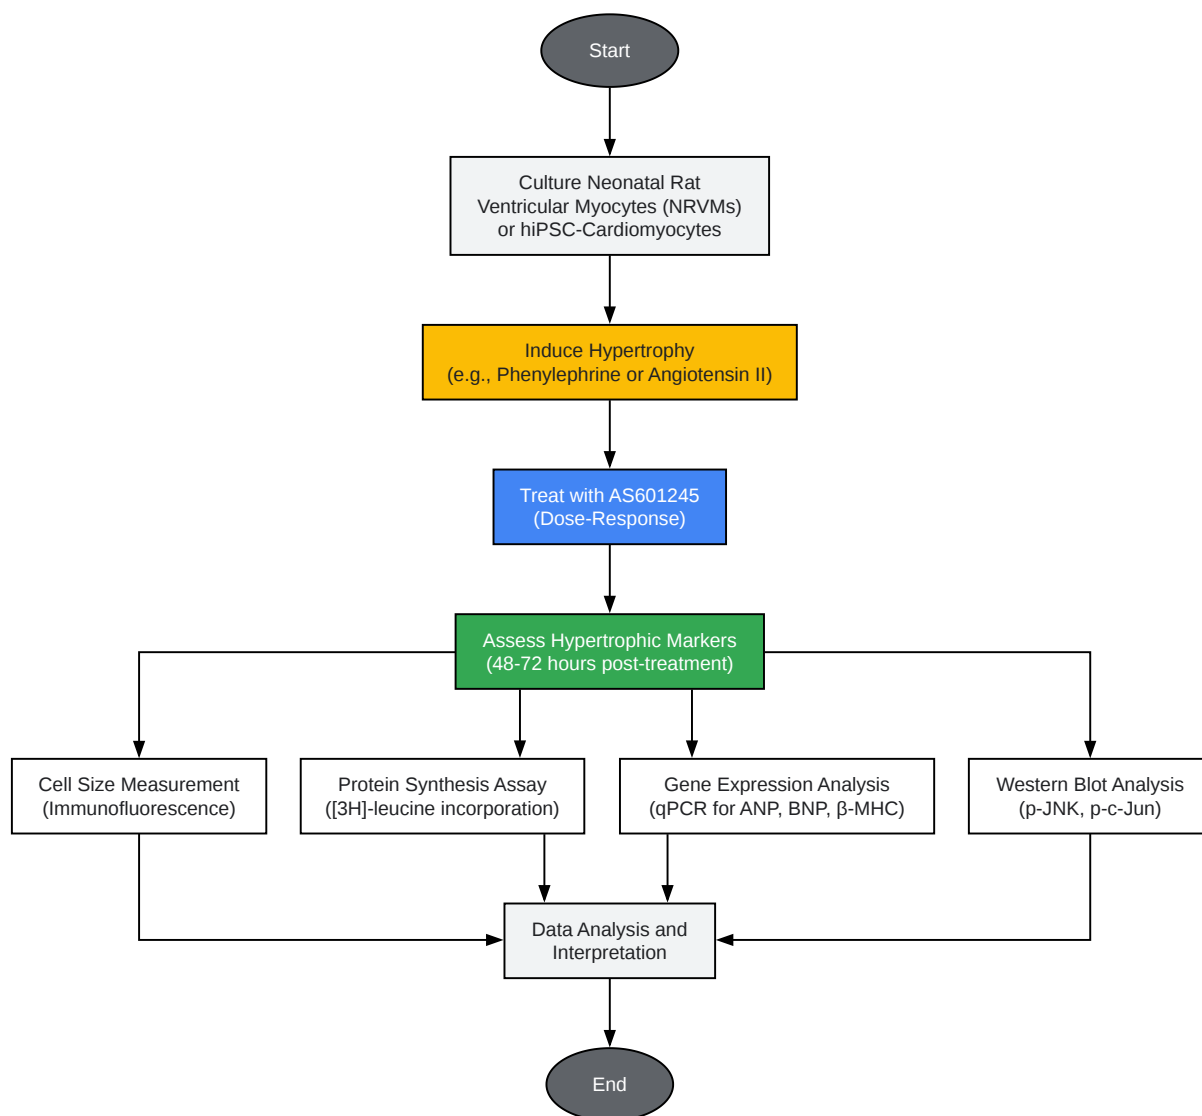 Start
Culture Neonatal Rat
Ventricular Myocytes (NRVMs)
or hiPSC-Cardiomyocytes
Induce Hypertrophy
(e.g., Phenylephrine or Angiotensin II)
Treat with AS601245
(Dose-Response)
Assess Hypertrophic Markers
(48-72 hours post-treatment)
Cell Size Measurement
(Immunofluorescence)
Protein Synthesis Assay
([3H]-leucine incorporation)
Gene Expression Analysis
(qPCR for ANP, BNP, β-MHC)
Western Blot Analysis
(p-JNK, p-c-Jun)
Data Analysis and
Interpretation
End